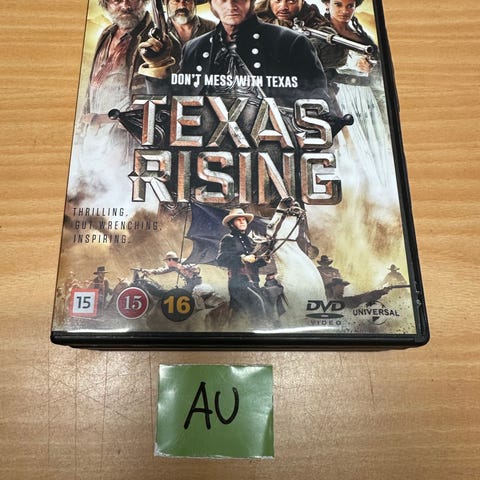 DON'T MESS WITH TEXAS
TEXAS
RISING
THRILLING.
GUT WRENCHING.
INSPIRING.
15
15
16
DVD
VIDEO
UNIVERSAL
AU